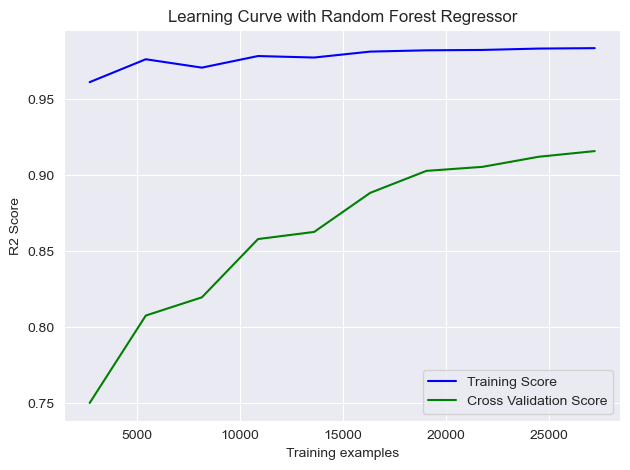 Learning Curve with Random Forest Regressor
R2 Score
0.95
0.90
0.85
0.80
0.75
Training Score
Cross Validation Score
5000 10000 15000 20000 25000
Training examples